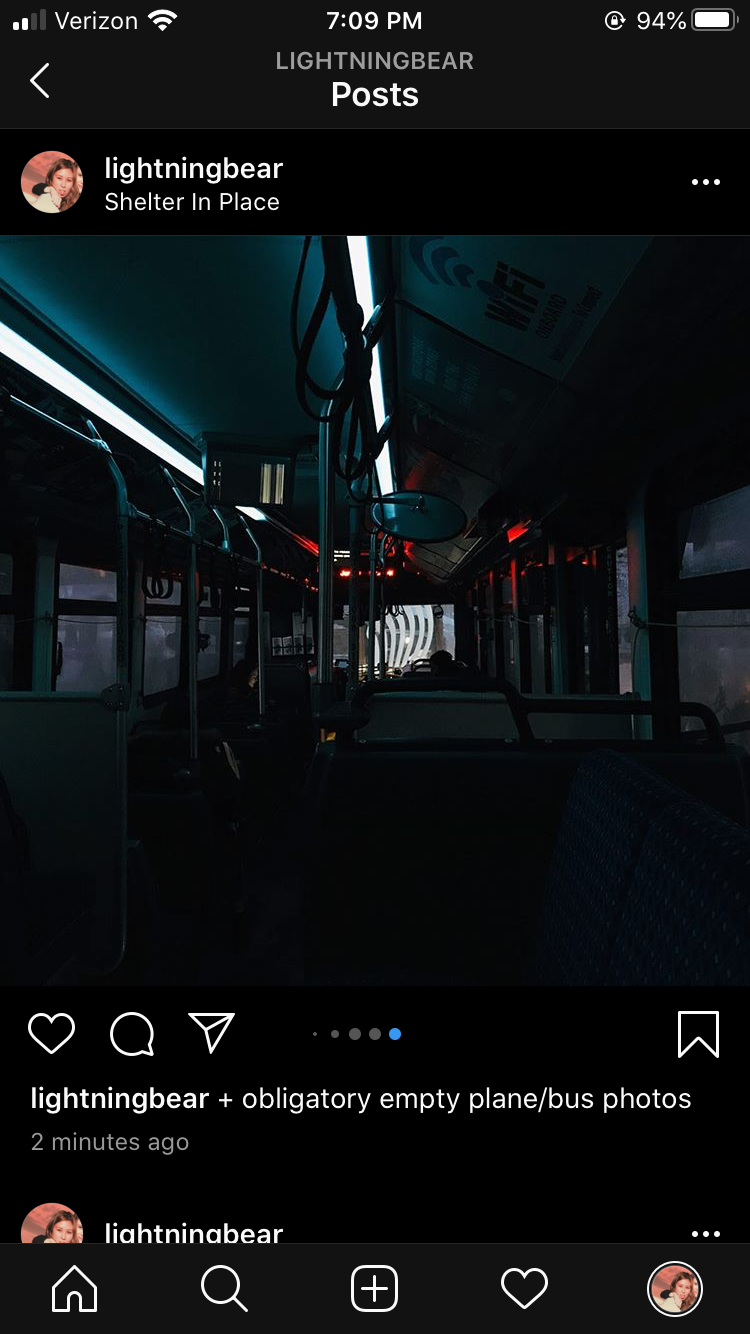 Verizon 7:09 PM 94%
LIGHTNINGBEAR
Posts
lightningbear
Shelter In Place
WiFi
ONBOARD
lightningbear + obligatory empty plane/bus photos
2 minutes ago
lightningbear